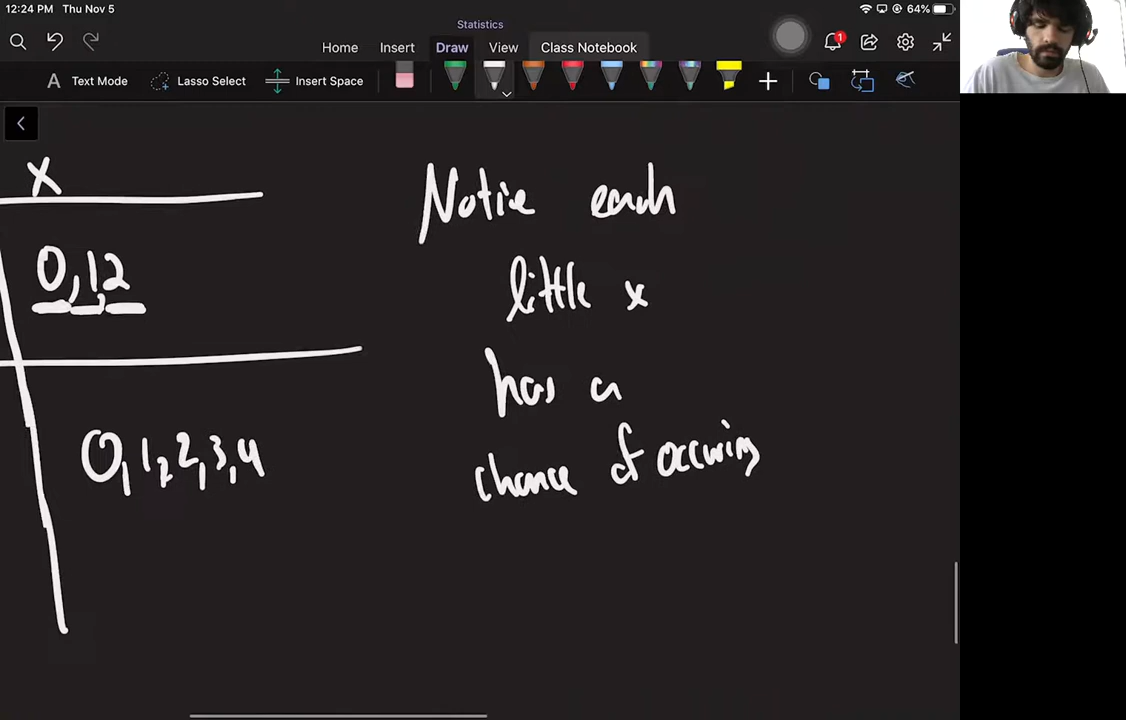 12:24 PM Thu Nov 5
64%
Statistics
Home Insert Draw View Class Notebook
1
A Text Mode Lasso Select Insert Space
x
Notice each
0,1,2
little x
has a
0,1,2,3,4
chance of occuring